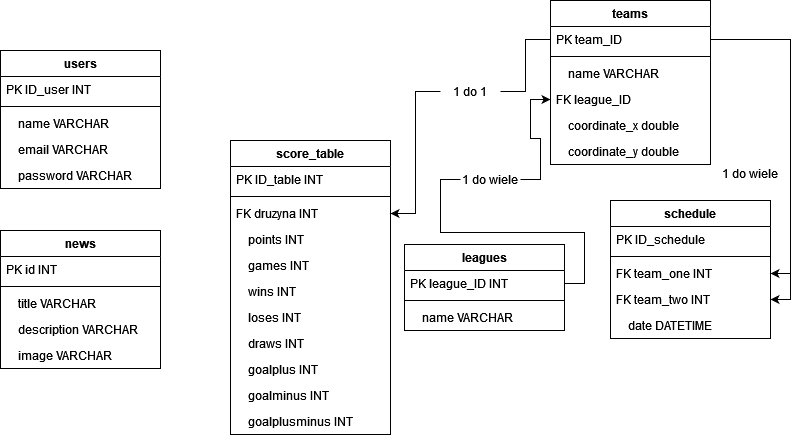 users
PK ID_user INT
name VARCHAR
email VARCHAR
password VARCHAR
news
PK id INT
title VARCHAR
description VARCHAR
image VARCHAR
score_table
PK ID_table INT
FK druzyna INT
points INT
games INT
wins INT
loses INT
draws INT
goalplus INT
goalminus INT
goalplusminus INT
1 do 1
1 do wiele
leagues
PK league_ID INT
name VARCHAR
teams
PK team_ID
name VARCHAR
FK league_ID
coordinate_x double
coordinate_y double
1 do wiele
schedule
PK ID_schedule
FK team_one INT
FK team_two INT
date DATETIME